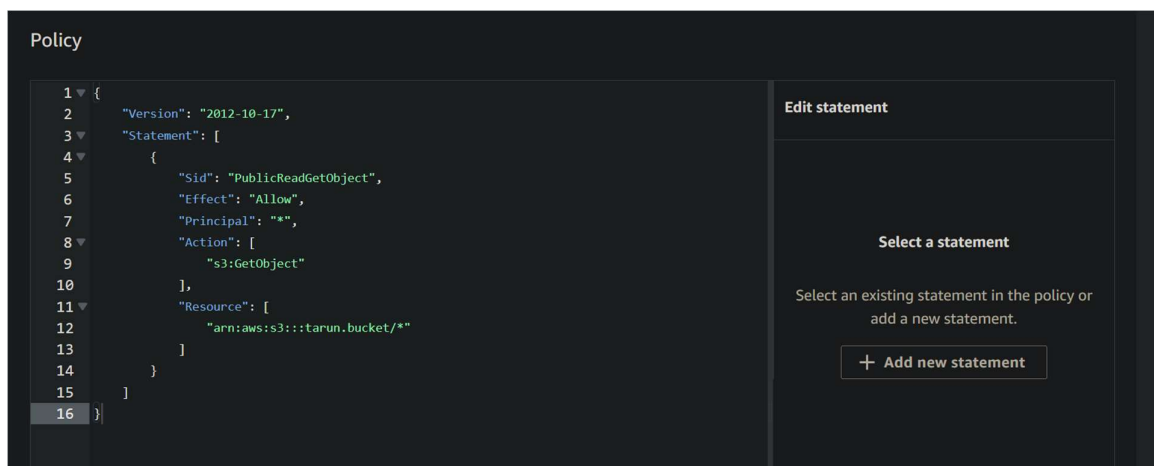 Policy
1 {
2 "Version": "2012-10-17",
3 "Statement": [
4 {
5 "Sid": "PublicReadGetObject",
6 "Effect": "Allow",
7 "Principal": "*",
8 "Action": [
9 "s3:GetObject"
10 ],
11 "Resource": [
12 "arn:aws:s3:::tarun.bucket/*"
13 ]
14 }
15 ]
16 }
Edit statement
Select a statement
Select an existing statement in the policy or
add a new statement.
+ Add new statement